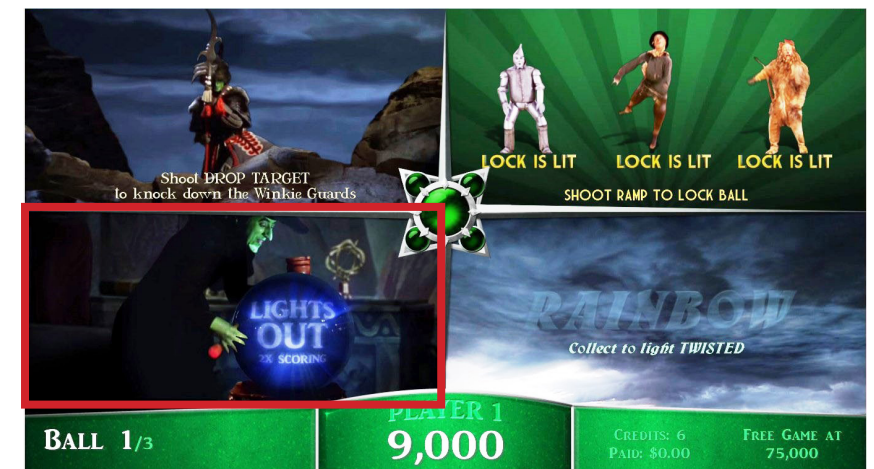 Shoot DROP TARGET
to knock down the Winkie Guards
LOCK IS LIT
LOCK IS LIT
LOCK IS LIT
SHOOT RAMP TO LOCK BALL
LIGHTS
OUT
2X SCORING
RAINBOW
Collect to light TWISTED
BALL 1/3
PLAYER 1
9,000
CREDITS: 6
PAID: $0.00
FREE GAME AT
75,000